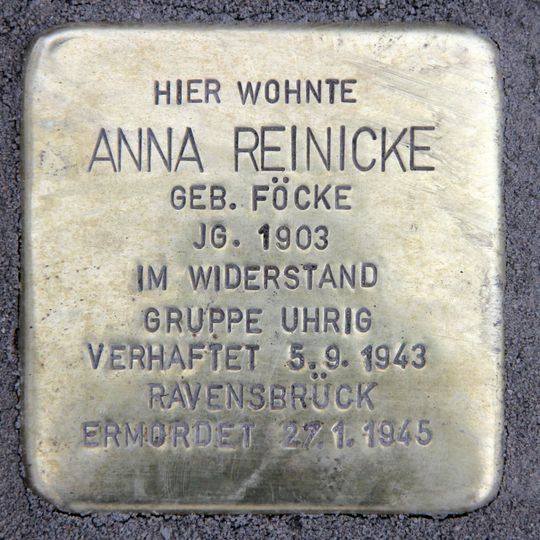 HIER WOHNTE
ANNA REINICKE
GEB. FÖCKE
JG. 1903
IM WIDERSTAND
GRUPPE UHRIG
VERHAFTET 5.9.1943
RAVENSBRÜCK
ERMORDET 27.1.1945